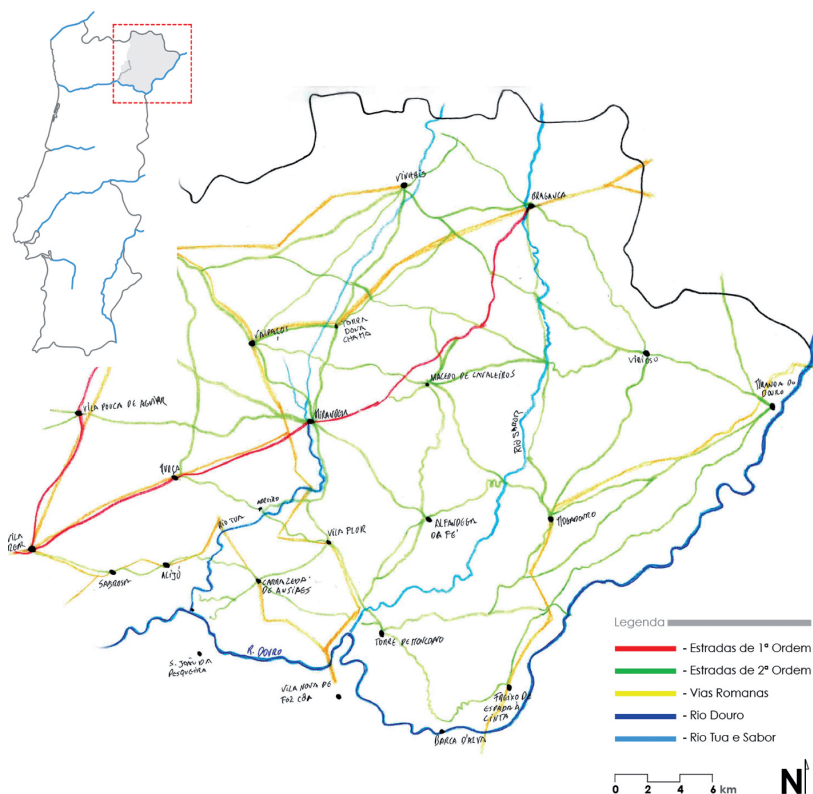 VINHAIS
BRAGANÇA
VALPAÇOS
TORRE
DONA
CHAMA
VIMIOSO
MACEDO DE CAVALEIROS
MIRANDA DO
DOURO
VILA POUCA DE AGUIAR
MIRANDELA
RIO SABOR
MURÇA
ABREIRO
RIO TUA
ALFANDEGA
DA FÉ
MOGADOURO
VILA
REAL
VILA FLOR
SABROSA
ALIJÓ
CARRAZEDA
DE ANSIÃES
TORRE DE MONCORVO
S. JOÃO DA
PESQUEIRA
R. DOURO
VILA NOVA DE
FOZ CÔA
FREIXO DE
ESPADA À
CINTA
BARCA D'ALVA
Legenda
- Estradas de 1ª Ordem
- Estradas de 2ª Ordem
- Vias Romanas
- Rio Douro
- Rio Tua e Sabor
0 2 4 6 km
N